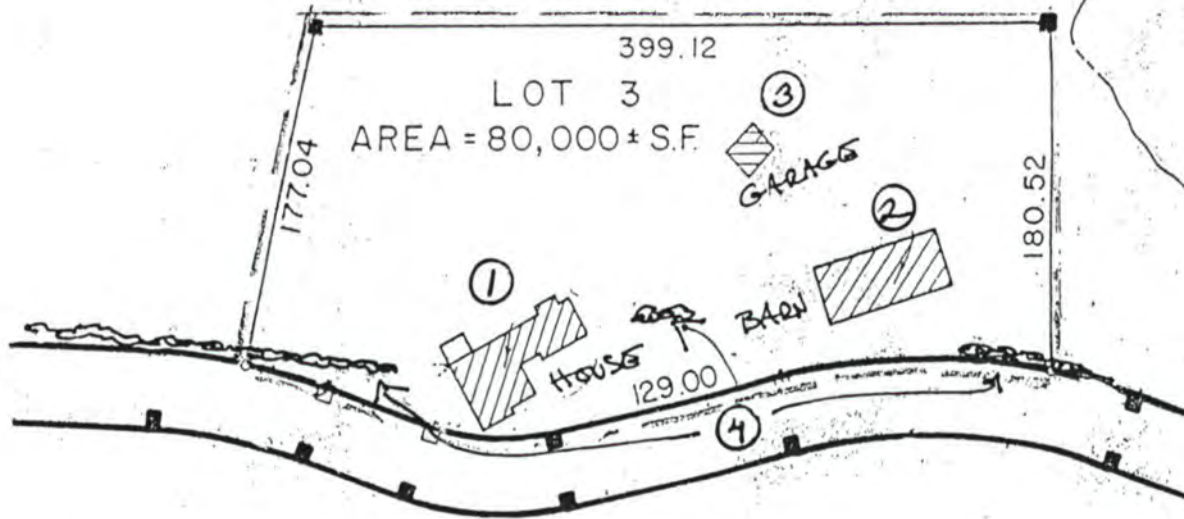 399.12
LOT 3
AREA = 80,000± S.F.
3
GARAGE
177.04
180.52
2
1
BARN
HOUSE
129.00
4